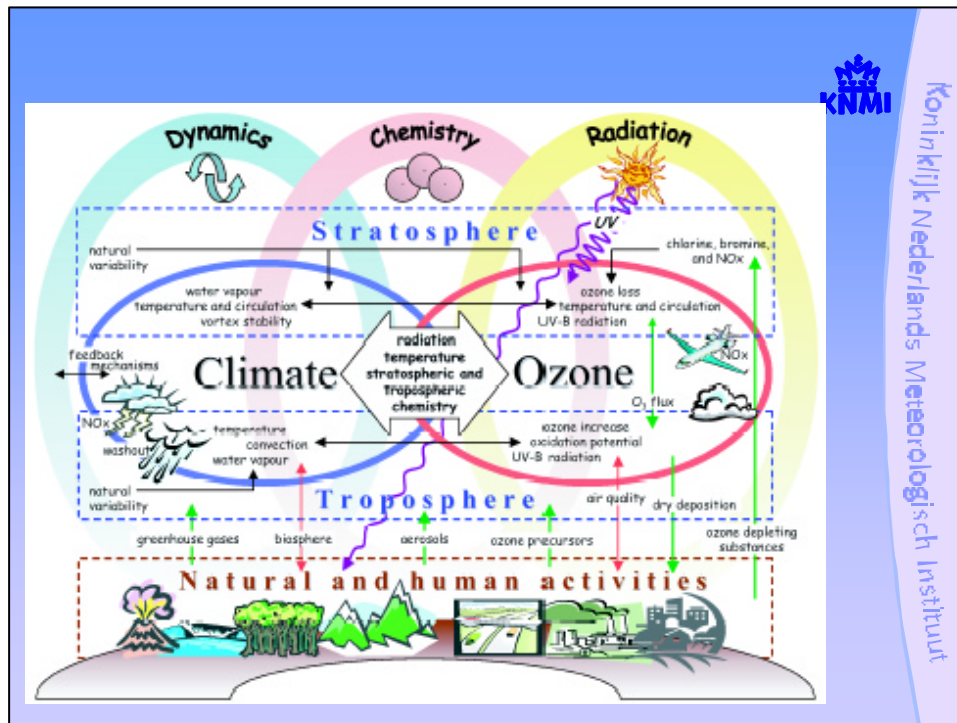 KNMI
Koninklijk Nederlands Meteorologisch Instituut
Dynamics
Chemistry
Radiation
UV
Stratosphere
natural
variability
chlorine, bromine,
and NOx
water vapour
temperature and circulation
vortex stability
ozone loss
temperature and circulation
UV-B radiation
radiation
temperature
stratospheric and
tropospheric
chemistry
feedback
mechanisms
Climate
Ozone
NOx
O3 flux
NOx
washout
temperature
convection
water vapour
ozone increase
oxidation potential
UV-B radiation
natural
variability
Troposphere
air quality
dry deposition
greenhouse gases
biosphere
aerosols
ozone precursors
ozone depleting
substances
Natural and human activities